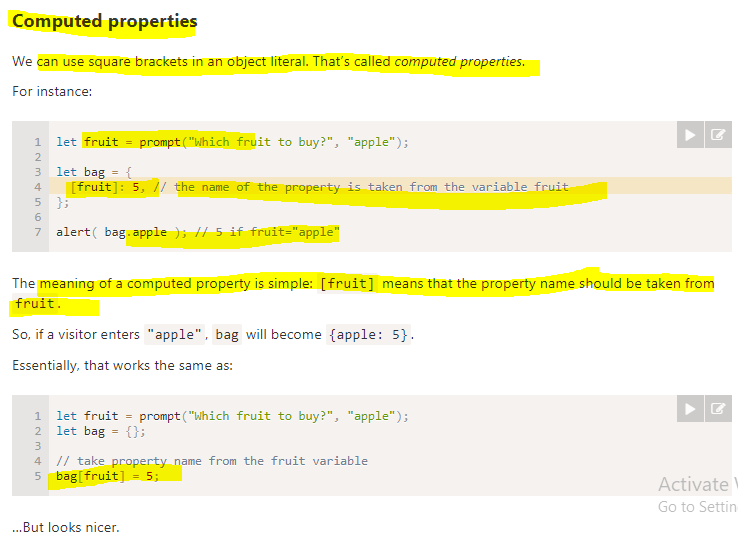 Computed properties
We can use square brackets in an object literal. That's called computed properties.
For instance:
1 let fruit = prompt("Which fruit to buy?", "apple");
2
3 let bag = {
4 [fruit]: 5, // the name of the property is taken from the variable fruit
5 };
6
7 alert( bag.apple ); // 5 if fruit="apple"
The meaning of a computed property is simple: [fruit] means that the property name should be taken from
fruit.
So, if a visitor enters "apple", bag will become {apple: 5}.
Essentially, that works the same as:
1 let fruit = prompt("Which fruit to buy?", "apple");
2 let bag = {};
3
4 // take property name from the fruit variable
5 bag[fruit] = 5;
Activate
Go to Settin
…But looks nicer.